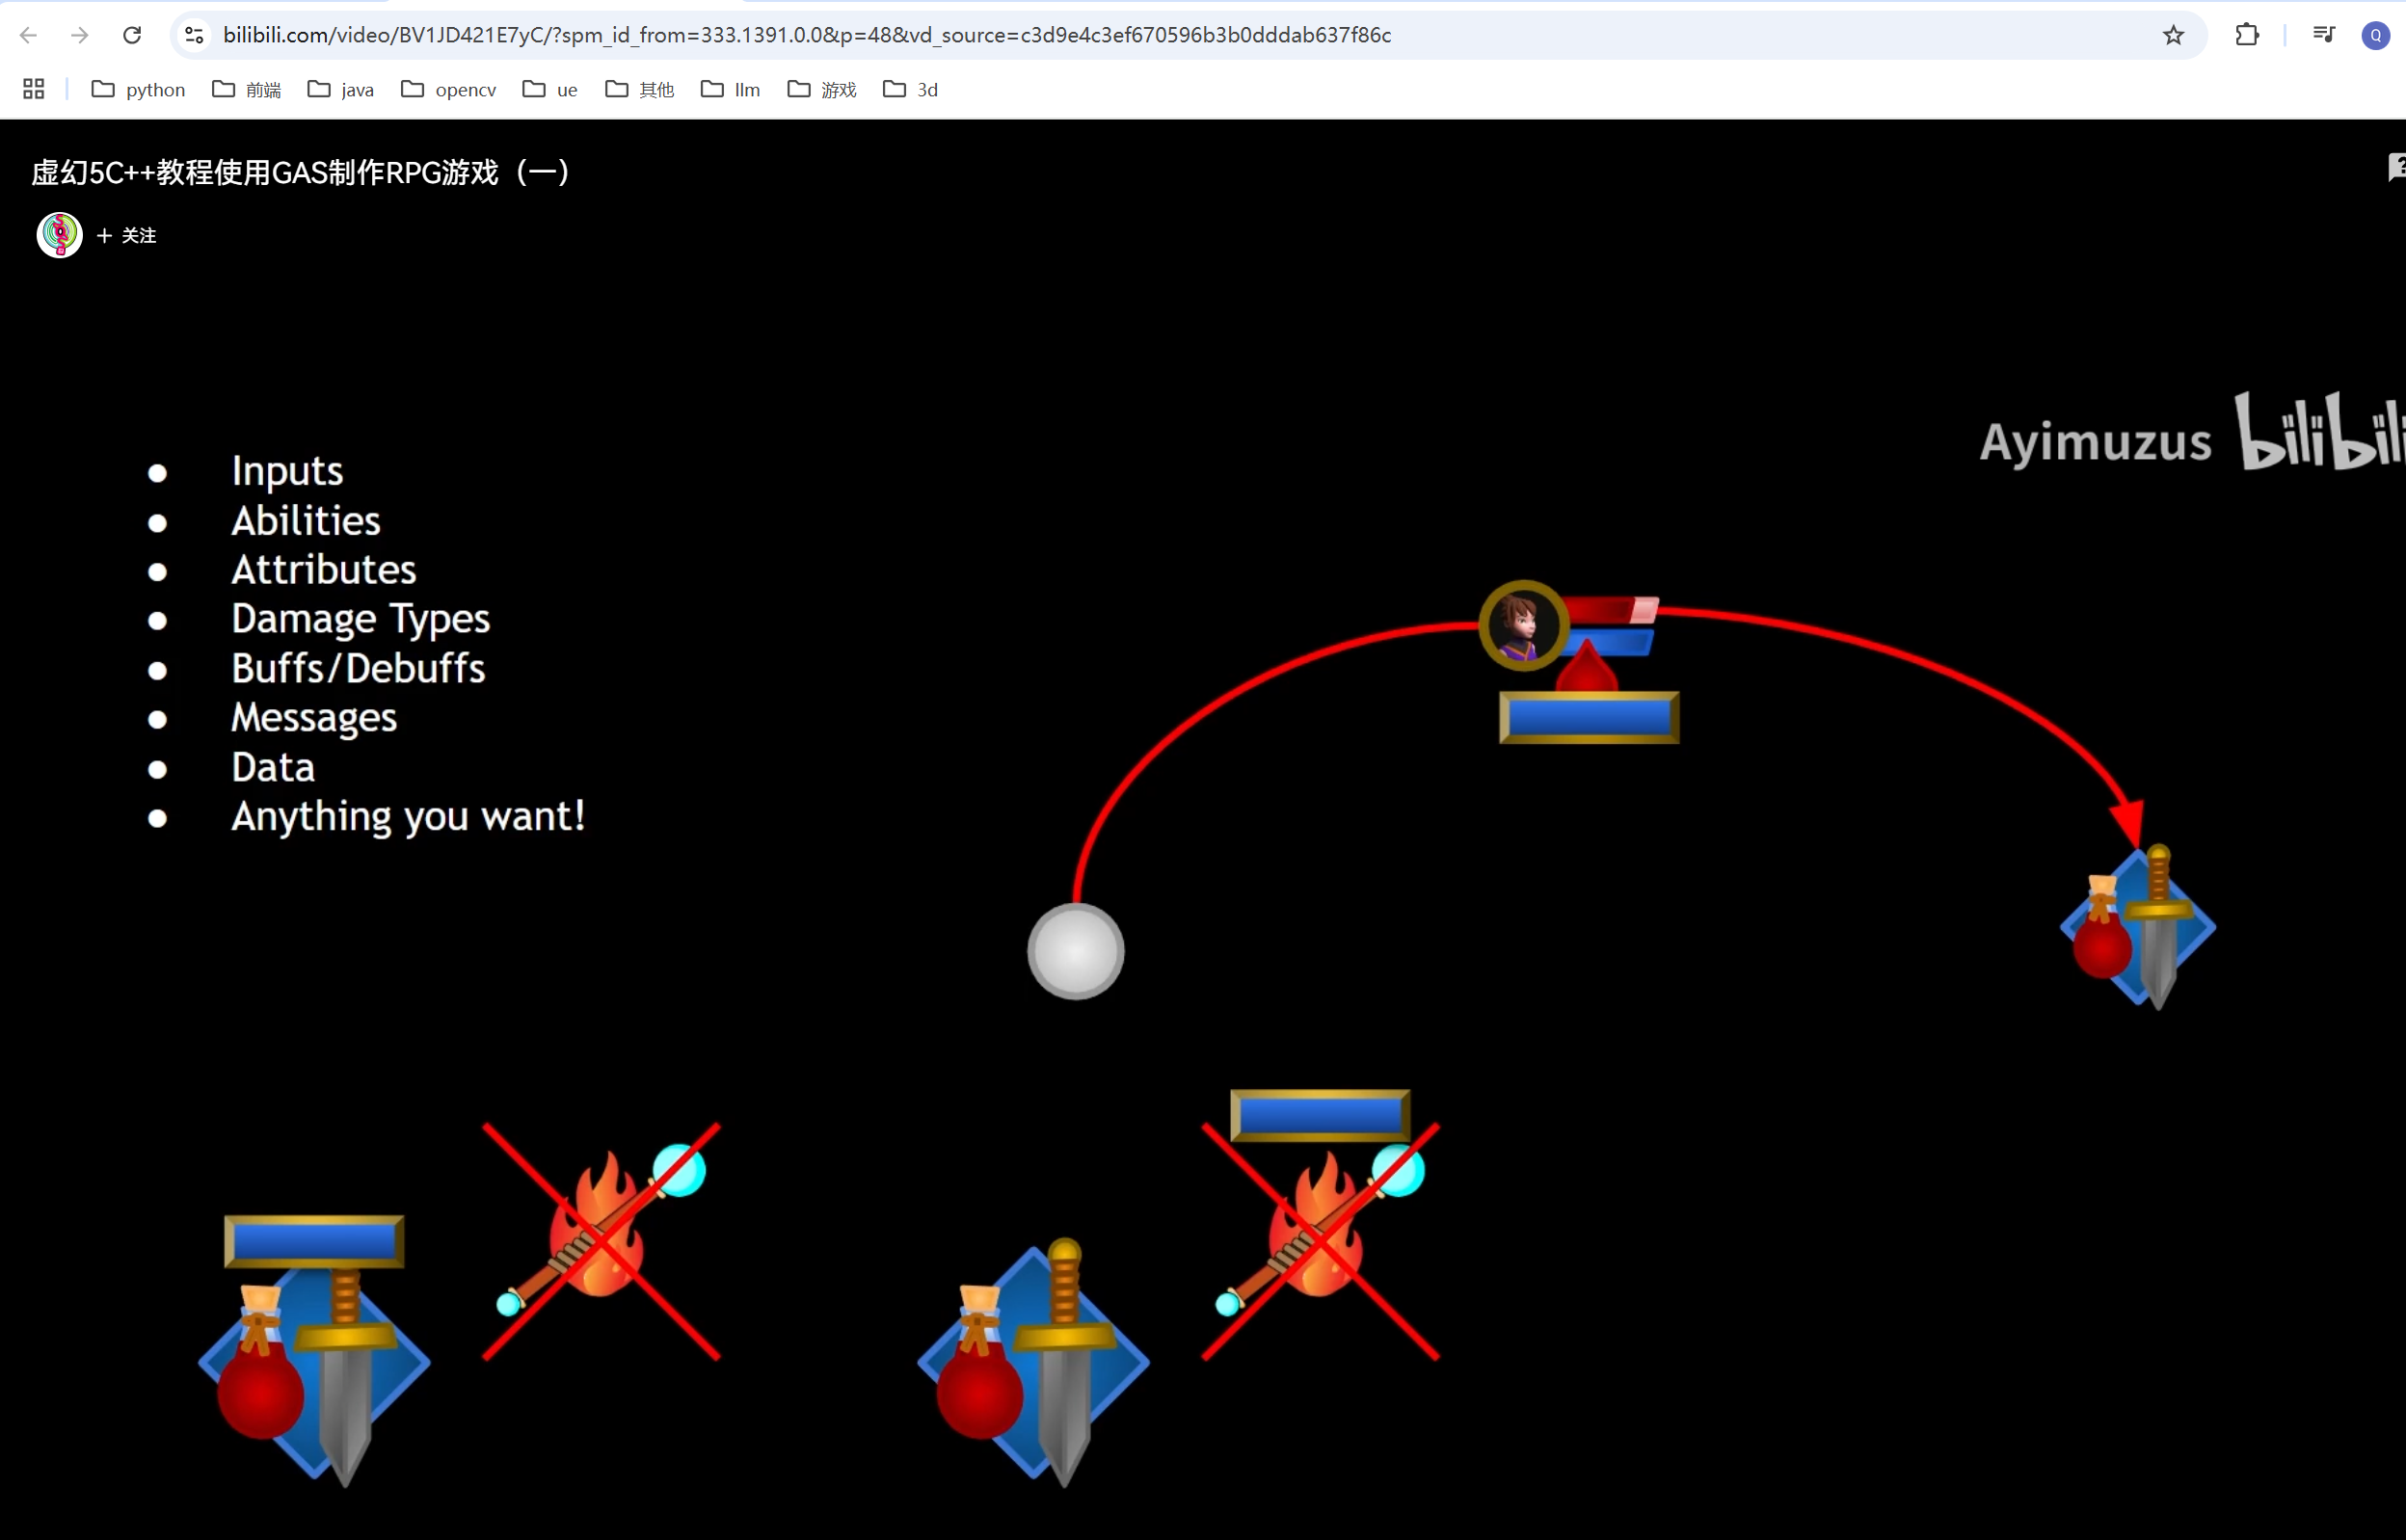 bilibili.com/video/BV1JD421E7yC/?spm_id_from=333.1391.0.0&p=48&vd_source=c3d9e4c3ef670596b3b0dddab637f86c
Q
python 前端 java opencv ue 其他 llm 游戏 3d
虚幻5C++教程使用GAS制作RPG游戏（一）
+ 关注
Ayimuzus bilibili
● Inputs
● Abilities
● Attributes
● Damage Types
● Buffs/Debuffs
● Messages
● Data
● Anything you want!